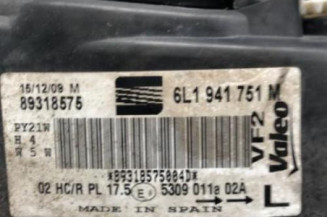 15/12/09 M
89318575
6L1 941 751 M
PY21W
H 4
W 5 W
VF2
Valeo
*89318575004D*
02 HC/R PL 17.5 E 5309 011a 02A
L
MADE IN SPAIN